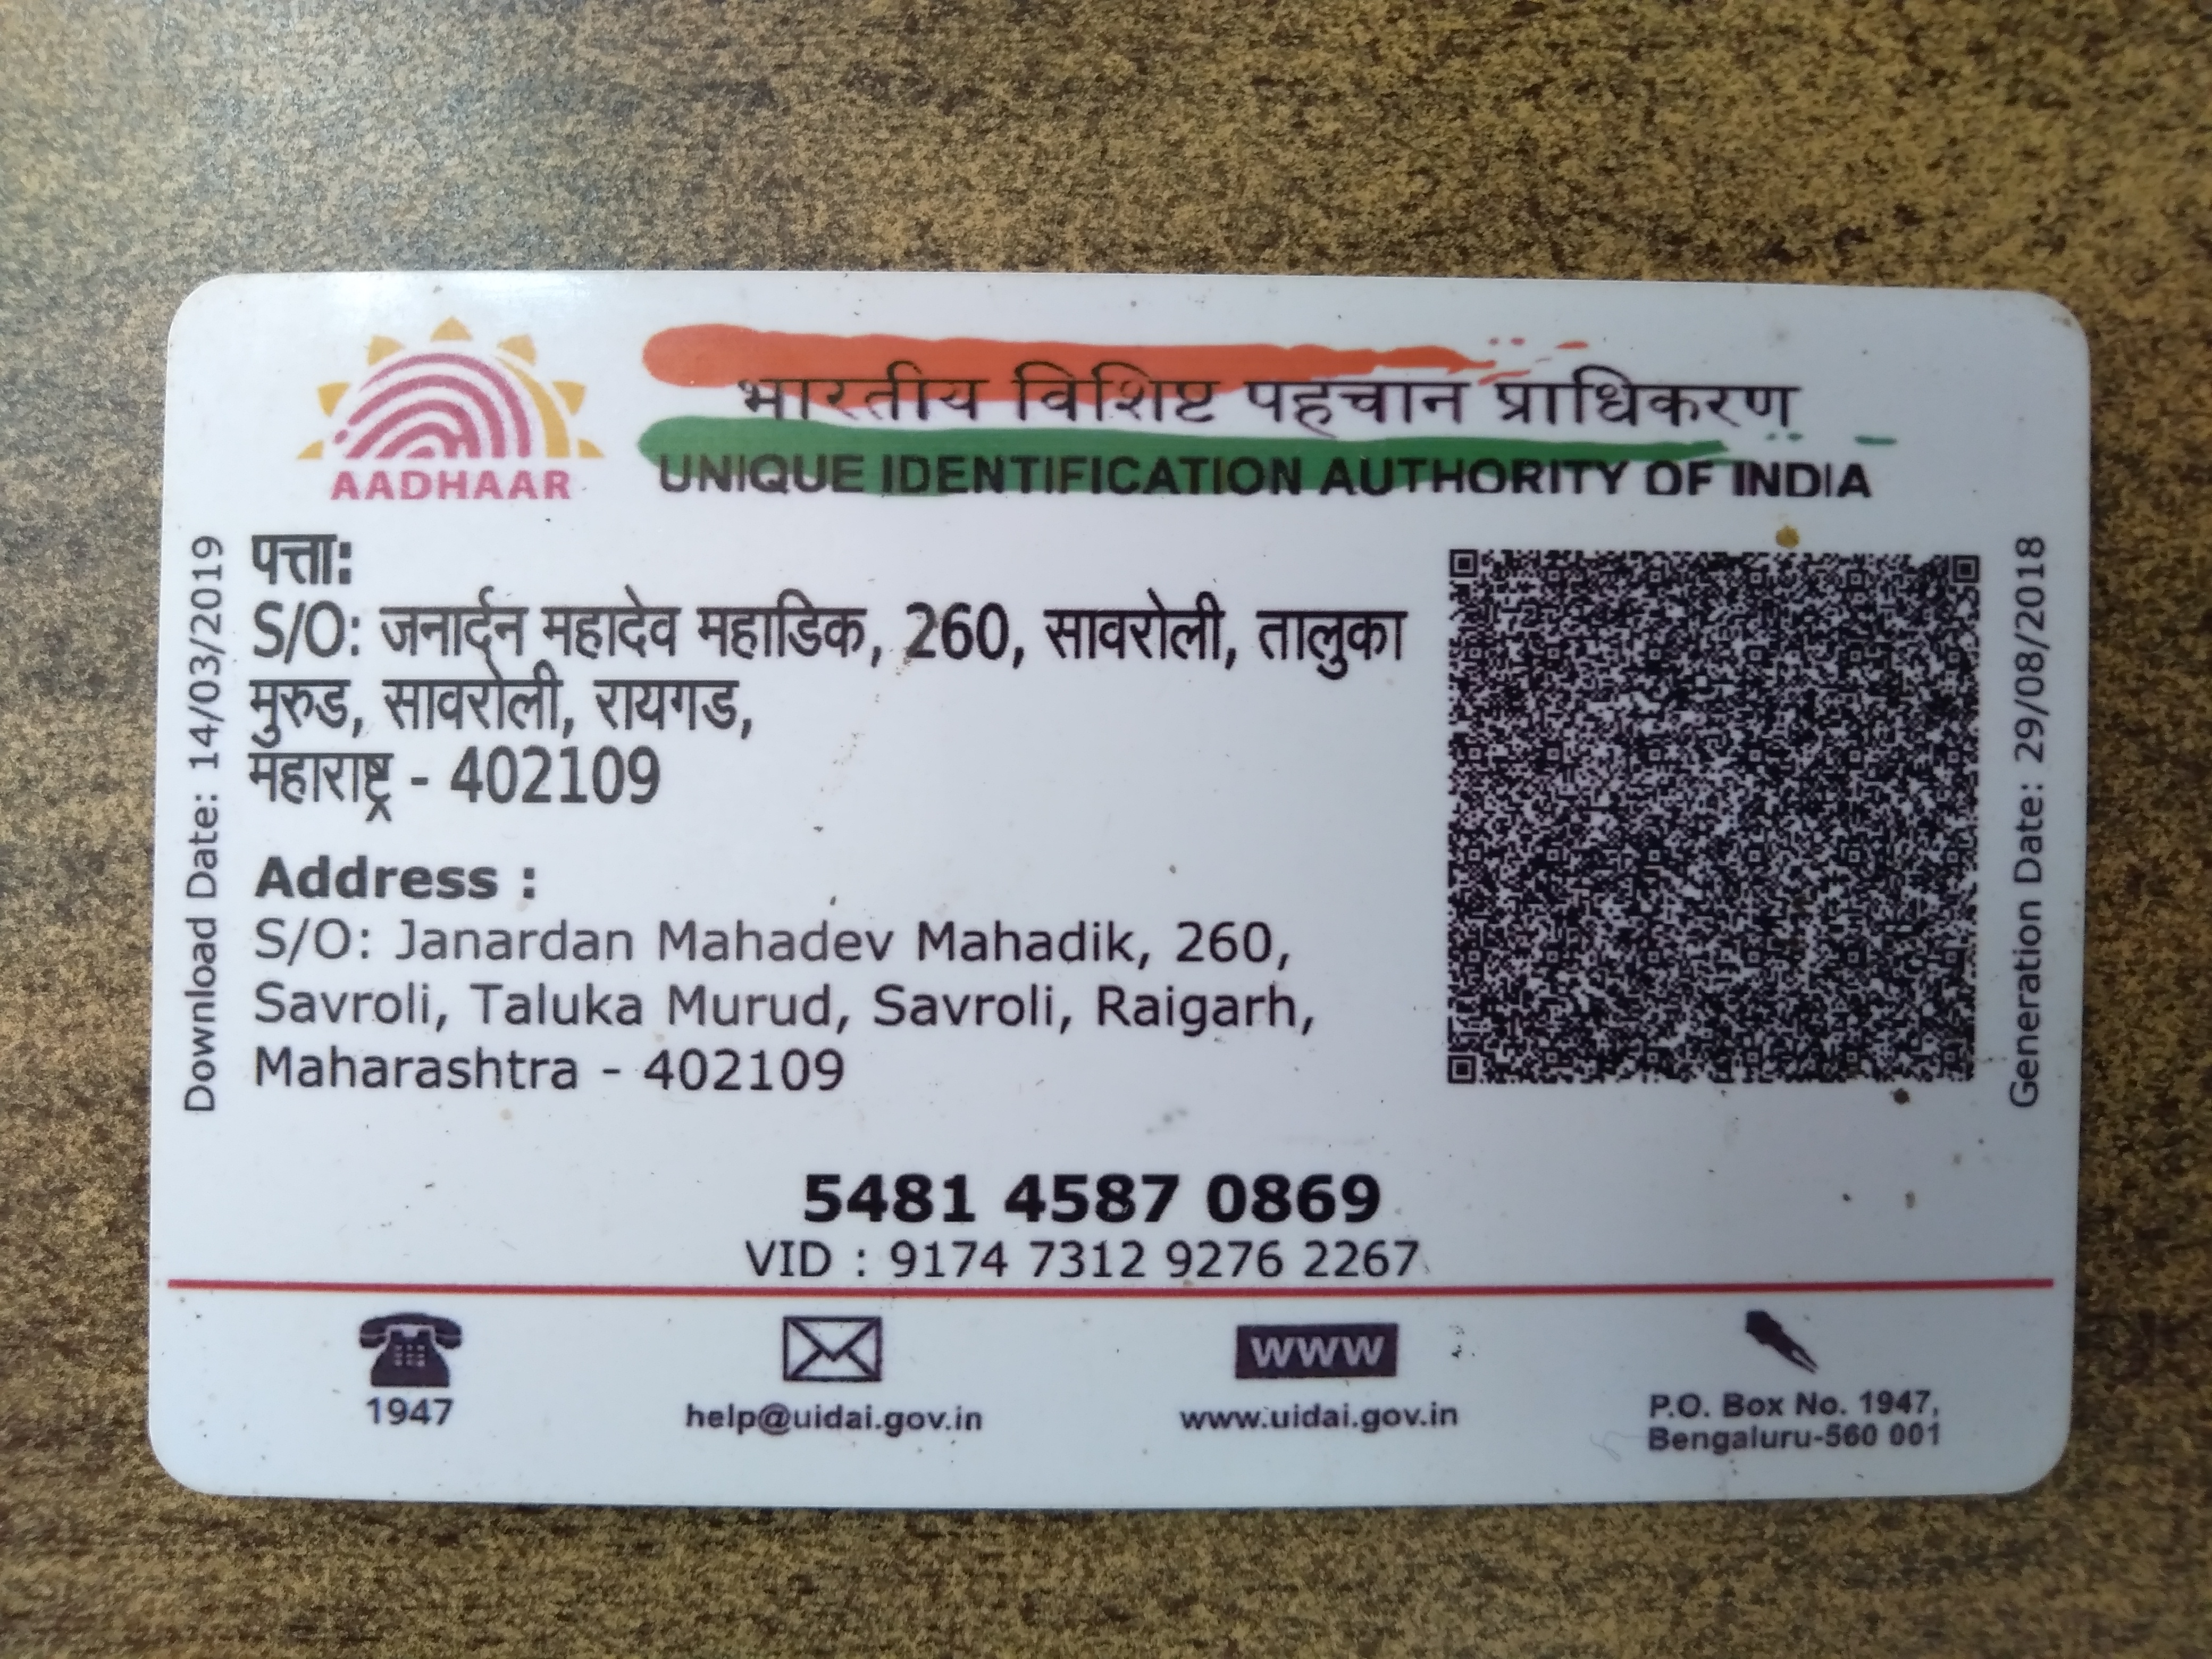 भारतीय विशिष्ट पहचान प्राधिकरण
AADHAAR
UNIQUE IDENTIFICATION AUTHORITY OF INDIA
Download Date: 14/03/2019
पत्ता:
S/O: जनार्दन महादेव महाडिक, 260, सावरोली, तालुका
मुरुड, सावरोली, रायगड,
महाराष्ट्र - 402109
Address :
S/O: Janardan Mahadev Mahadik, 260,
Savroli, Taluka Murud, Savroli, Raigarh,
Maharashtra - 402109
Generation Date: 29/08/2018
5481 4587 0869
VID : 9174 7312 9276 2267
1947
help@uidai.gov.in
www
www.uidai.gov.in
P.O. Box No. 1947,
Bengaluru-560 001